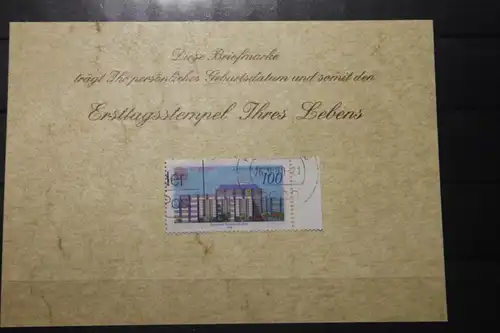 Diese Briefmarke
trägt Ihr persönliches Geburtsdatum und somit den
Ersttagsstempel Ihres Lebens
100